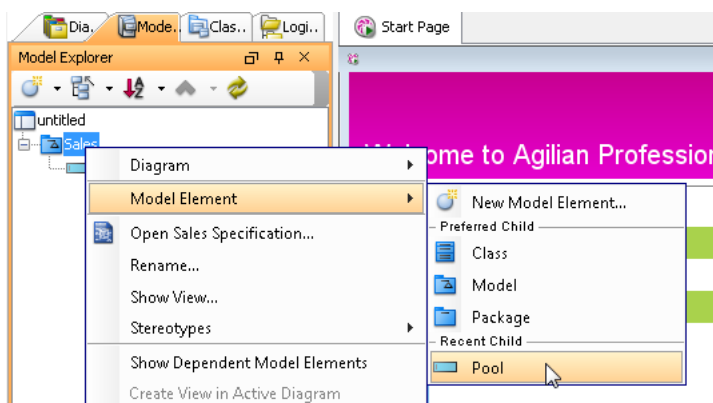 Dia.
Mode..
Clas..
Logi..
Start Page
Model Explorer
untitled
Sales
ome to Agilian Profession
Diagram
Model Element
Open Sales Specification...
Rename...
Show View...
Stereotypes
Show Dependent Model Elements
Create View in Active Diagram
New Model Element...
Preferred Child
Class
Model
Package
Recent Child
Pool